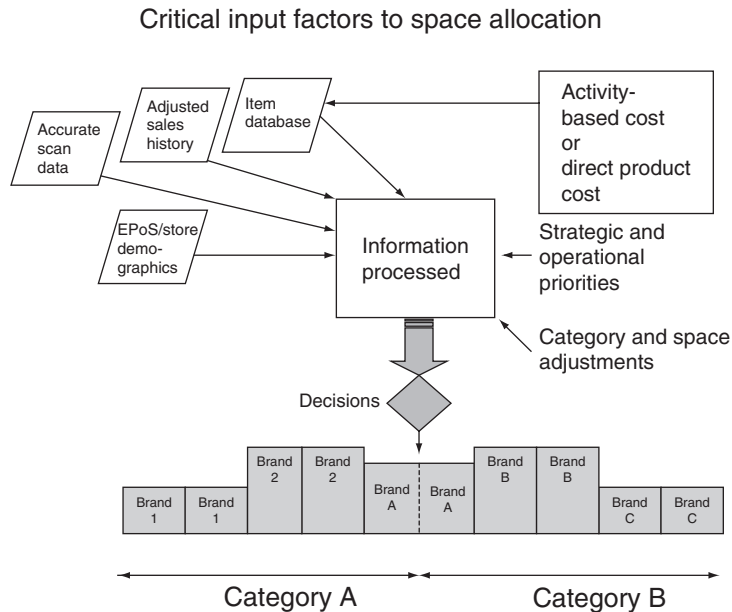 Critical input factors to space allocation
Accurate
scan
data
Adjusted
sales
history
Item
database
Activity-
based cost
or
direct product
cost
EPoS/store
demo-
graphics
Information
processed
Strategic and
operational
priorities
Category and space
adjustments
Decisions
Brand
1
Brand
1
Brand
2
Brand
2
Brand
A
Brand
A
Brand
B
Brand
B
Brand
C
Brand
C
Category A
Category B